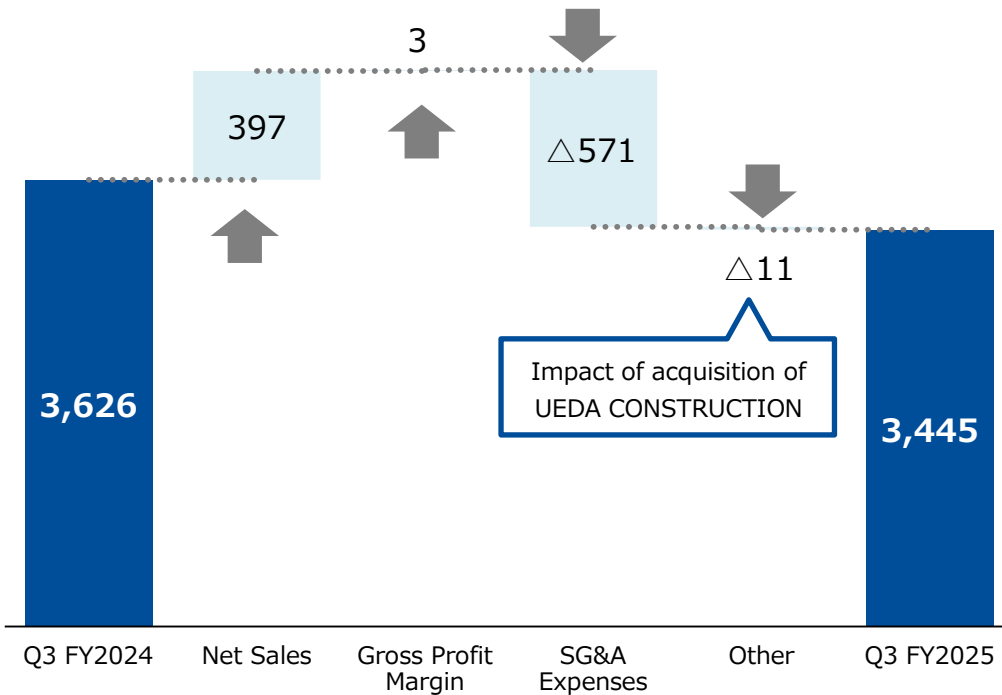 3
397
△571
△11
Impact of acquisition of
UEDA CONSTRUCTION
3,626
3,445
Q3 FY2024
Net Sales
Gross Profit
Margin
SG&A
Expenses
Other
Q3 FY2025